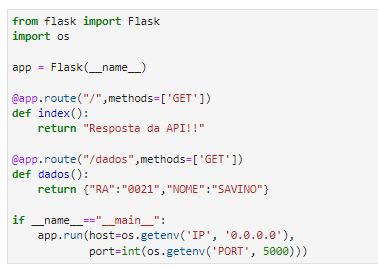 from flask import Flask
import os

app = Flask(__name__)

@app.route("/",methods=['GET'])
def index():
    return "Resposta da API!!"

@app.route("/dados",methods=['GET'])
def dados():
    return {"RA":"0021","NOME":"SAVINO"}

if __name__=="__main__":
    app.run(host=os.getenv('IP', '0.0.0.0'),
            port=int(os.getenv('PORT', 5000)))